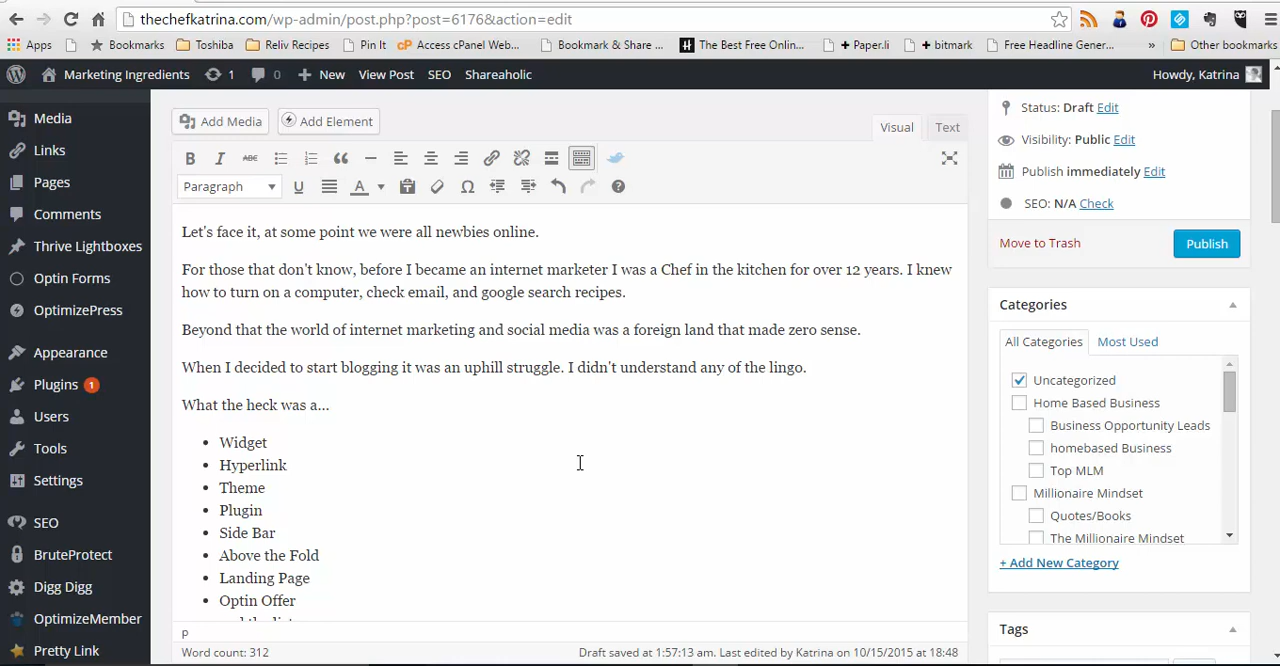 thechefkatrina.com/wp-admin/post.php?post=6176&action=edit
Apps Bookmarks Toshiba Reliv Recipes Pin It cP Access cPanel Web... Bookmark & Share ... H The Best Free Onlin... + Paper.li + bitmark Free Headline Gener... » Other bookmarks
Marketing Ingredients 1 0 + New View Post SEO Shareaholic Howdy, Katrina
Media
Links
Pages
Comments
Thrive Lightboxes
Optin Forms
OptimizePress
Appearance
Plugins 1
Users
Tools
Settings
SEO
BruteProtect
Digg Digg
OptimizeMember
Pretty Link
Add Media Add Element
Visual Text
B I ABC
Paragraph U A
Let's face it, at some point we were all newbies online.
For those that don't know, before I became an internet marketer I was a Chef in the kitchen for over 12 years. I knew
how to turn on a computer, check email, and google search recipes.
Beyond that the world of internet marketing and social media was a foreign land that made zero sense.
When I decided to start blogging it was an uphill struggle. I didn't understand any of the lingo.
What the heck was a...
• Widget
• Hyperlink
• Theme
• Plugin
• Side Bar
• Above the Fold
• Landing Page
• Optin Offer
p
Word count: 312 Draft saved at 1:57:13 am. Last edited by Katrina on 10/15/2015 at 18:48
Status: Draft Edit
Visibility: Public Edit
Publish immediately Edit
SEO: N/A Check
Move to Trash Publish
Categories
All Categories Most Used
Uncategorized
Home Based Business
Business Opportunity Leads
homebased Business
Top MLM
Millionaire Mindset
Quotes/Books
The Millionaire Mindset
+ Add New Category
Tags